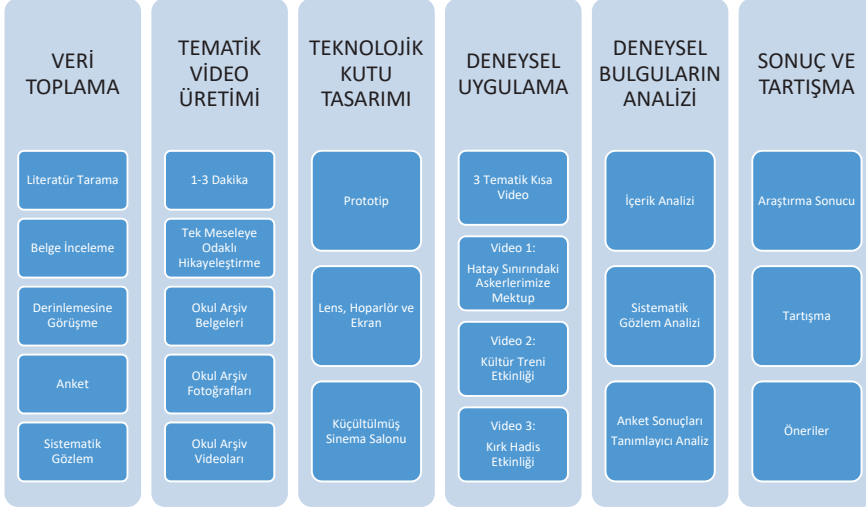 VERİ
TOPLAMA
Literatür Tarama
Belge İnceleme
Derinlemesine
Görüşme
Anket
Sistematik
Gözlem
TEMATİK
VİDEO
ÜRETİMİ
1-3 Dakika
Tek Meseleye
Odaklı
Hikayeleştirme
Okul Arşiv
Belgeleri
Okul Arşiv
Fotoğrafları
Okul Arşiv
Videoları
TEKNOLOJİK
KUTU
TASARIMI
Prototip
Lens, Hoparlör ve
Ekran
Küçültülmüş
Sinema Salonu
DENEYSEL
UYGULAMA
3 Tematik Kısa
Video
Video 1:
Hatay Sınırındaki
Askerlerimize
Mektup
Video 2:
Kültür Treni
Etkinliği
Video 3:
Kırk Hadis
Etkinliği
DENEYSEL
BULGULARIN
ANALİZİ
İçerik Analizi
Sistematik
Gözlem Analizi
Anket Sonuçları
Tanımlayıcı Analiz
SONUÇ VE
TARTIŞMA
Araştırma Sonucu
Tartışma
Öneriler